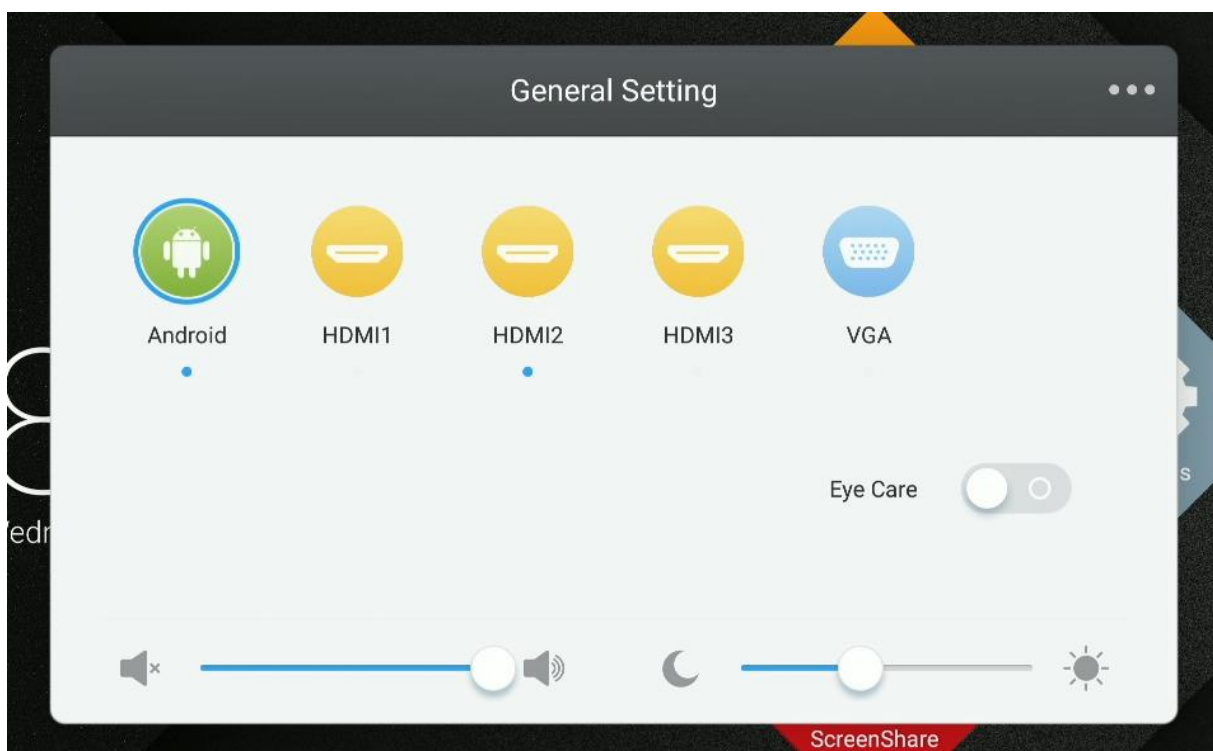 General Setting
Android
HDMI1
HDMI2
HDMI3
VGA
Eye Care
ScreenShare